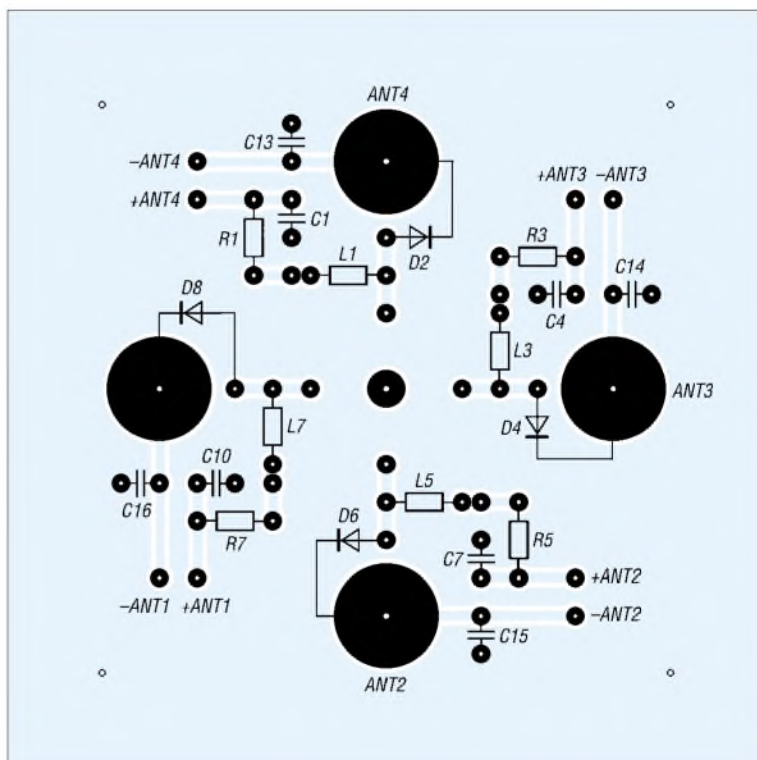 ANT4
C13
–ANT4
+ANT4
+ANT3 –ANT3
C1
R1
D2
R3
L1
C14
D8
C4
L3
ANT3
L7
D4
C10
L5
C16
D6
R7
C7
R5
+ANT2
–ANT1 +ANT1
–ANT2
C15
ANT2